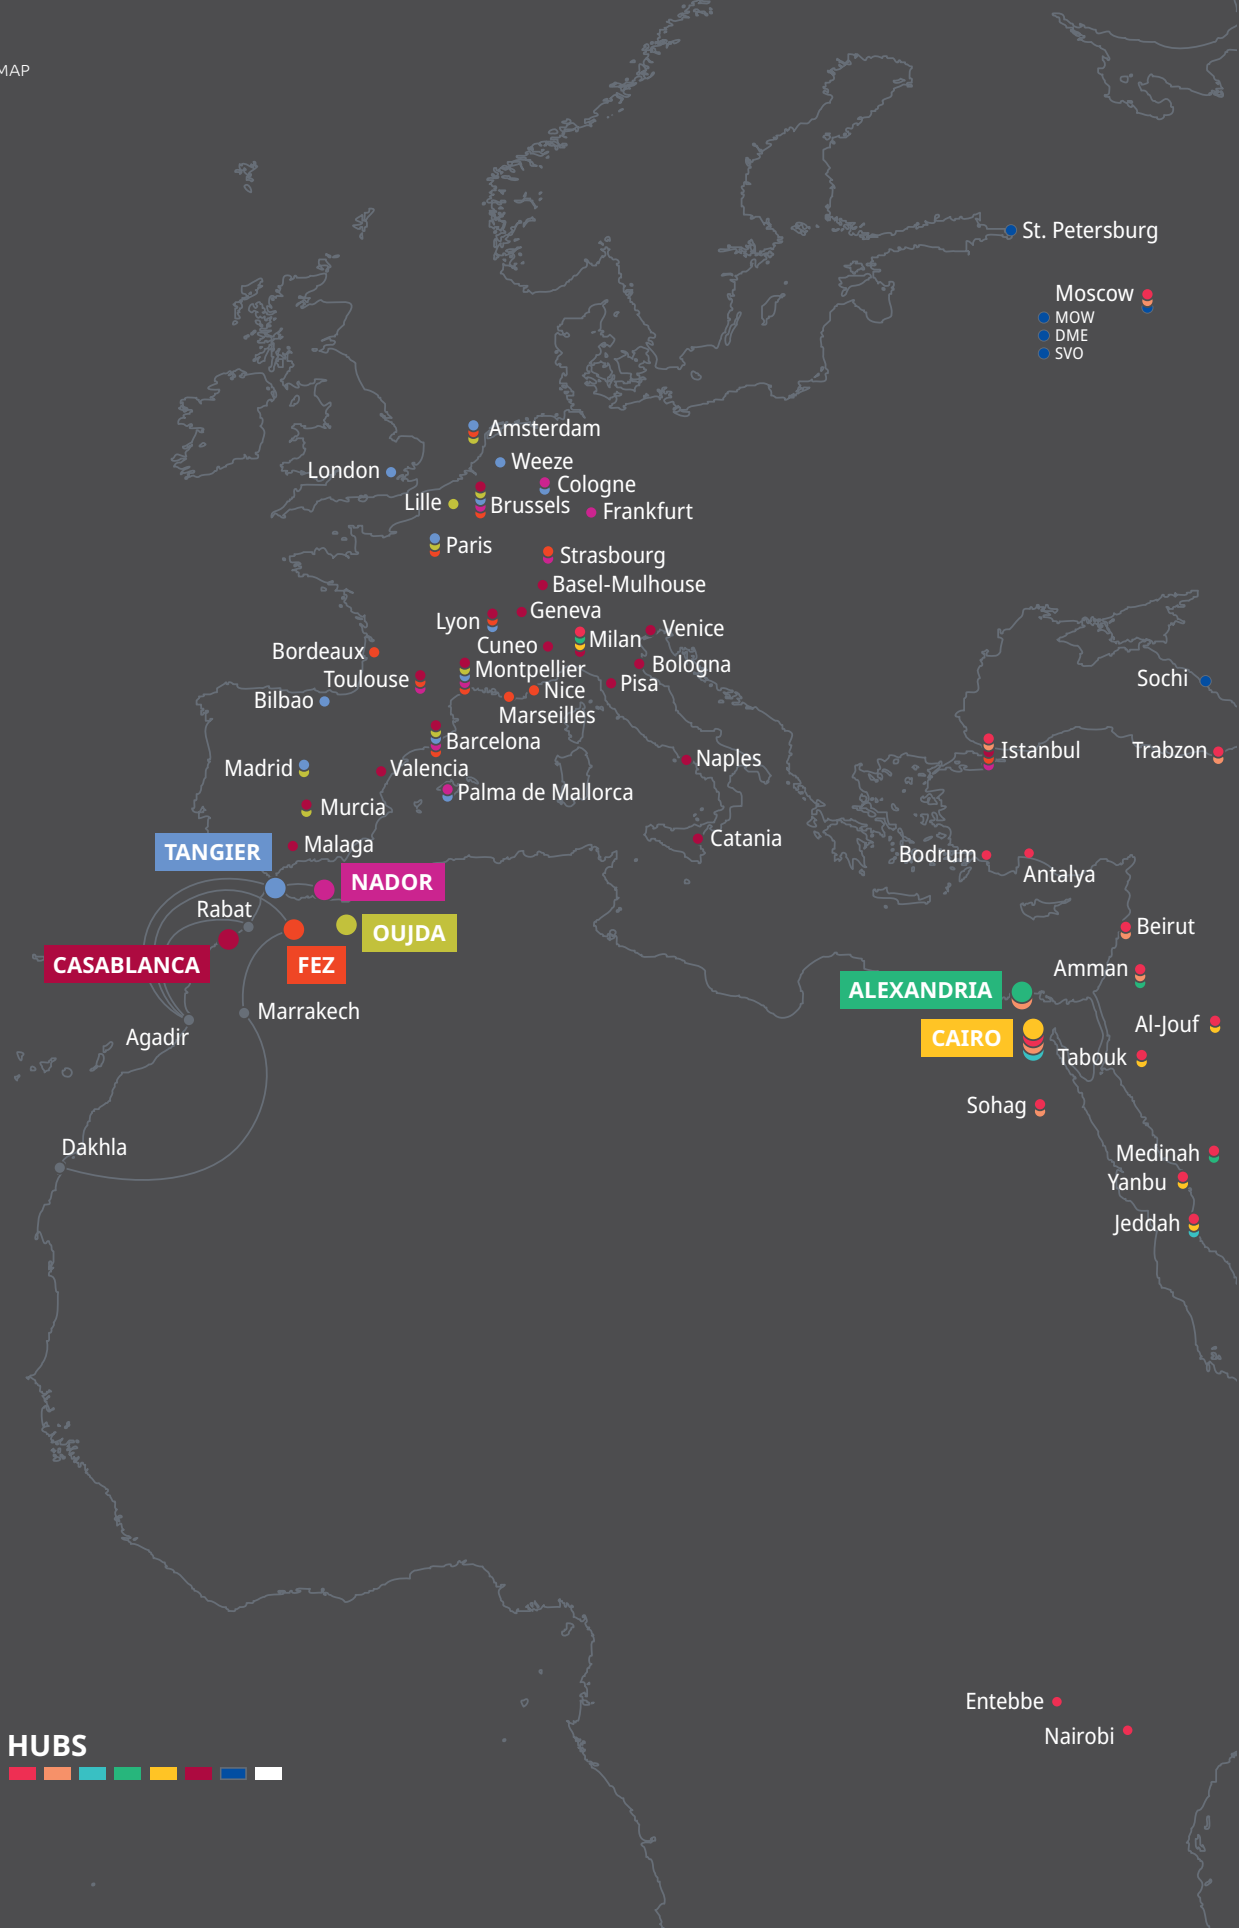 MAP
St. Petersburg
Moscow
MOW
DME
SVO
Amsterdam
Weeze
London
Cologne
Lille
Brussels
Frankfurt
Paris
Strasbourg
Basel-Mulhouse
Geneva
Lyon
Venice
Milan
Cuneo
Bordeaux
Bologna
Montpellier
Toulouse
Pisa
Sochi
Nice
Bilbao
Marseilles
Barcelona
Istanbul
Trabzon
Naples
Madrid
Valencia
Palma de Mallorca
Murcia
Catania
Malaga
TANGIER
Bodrum
Antalya
NADOR
Rabat
Beirut
OUJDA
CASABLANCA
FEZ
Amman
ALEXANDRIA
Marrakech
Al-Jouf
Agadir
CAIRO
Tabouk
Sohag
Dakhla
Medinah
Yanbu
Jeddah
Entebbe
Nairobi
HUBS